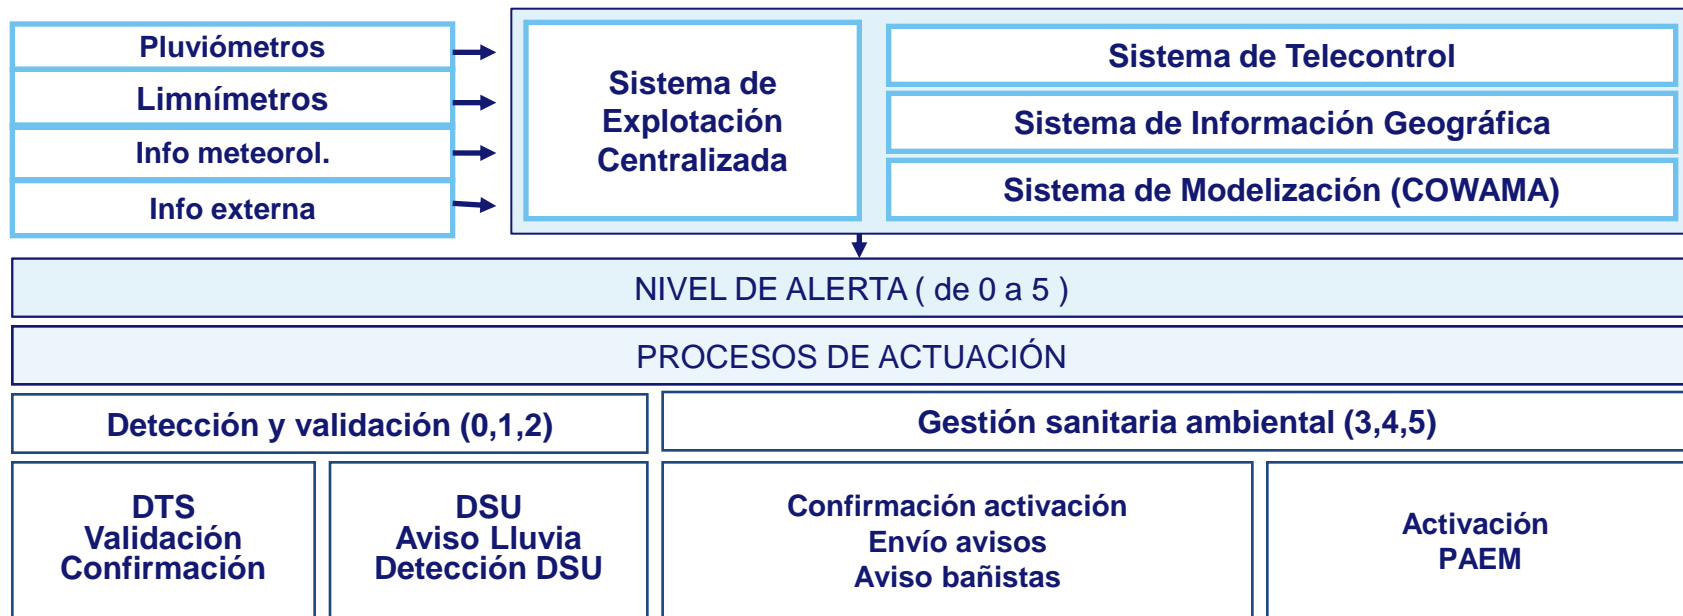 Pluviómetros
Limnímetros
Info meteorol.
Info externa
Sistema de
Explotación
Centralizada
Sistema de Telecontrol
Sistema de Información Geográfica
Sistema de Modelización (COWAMA)
NIVEL DE ALERTA ( de 0 a 5 )
PROCESOS DE ACTUACIÓN
Detección y validación (0,1,2)
Gestión sanitaria ambiental (3,4,5)
DTS
Validación
Confirmación
DSU
Aviso Lluvia
Detección DSU
Confirmación activación
Envío avisos
Aviso bañistas
Activación
PAEM